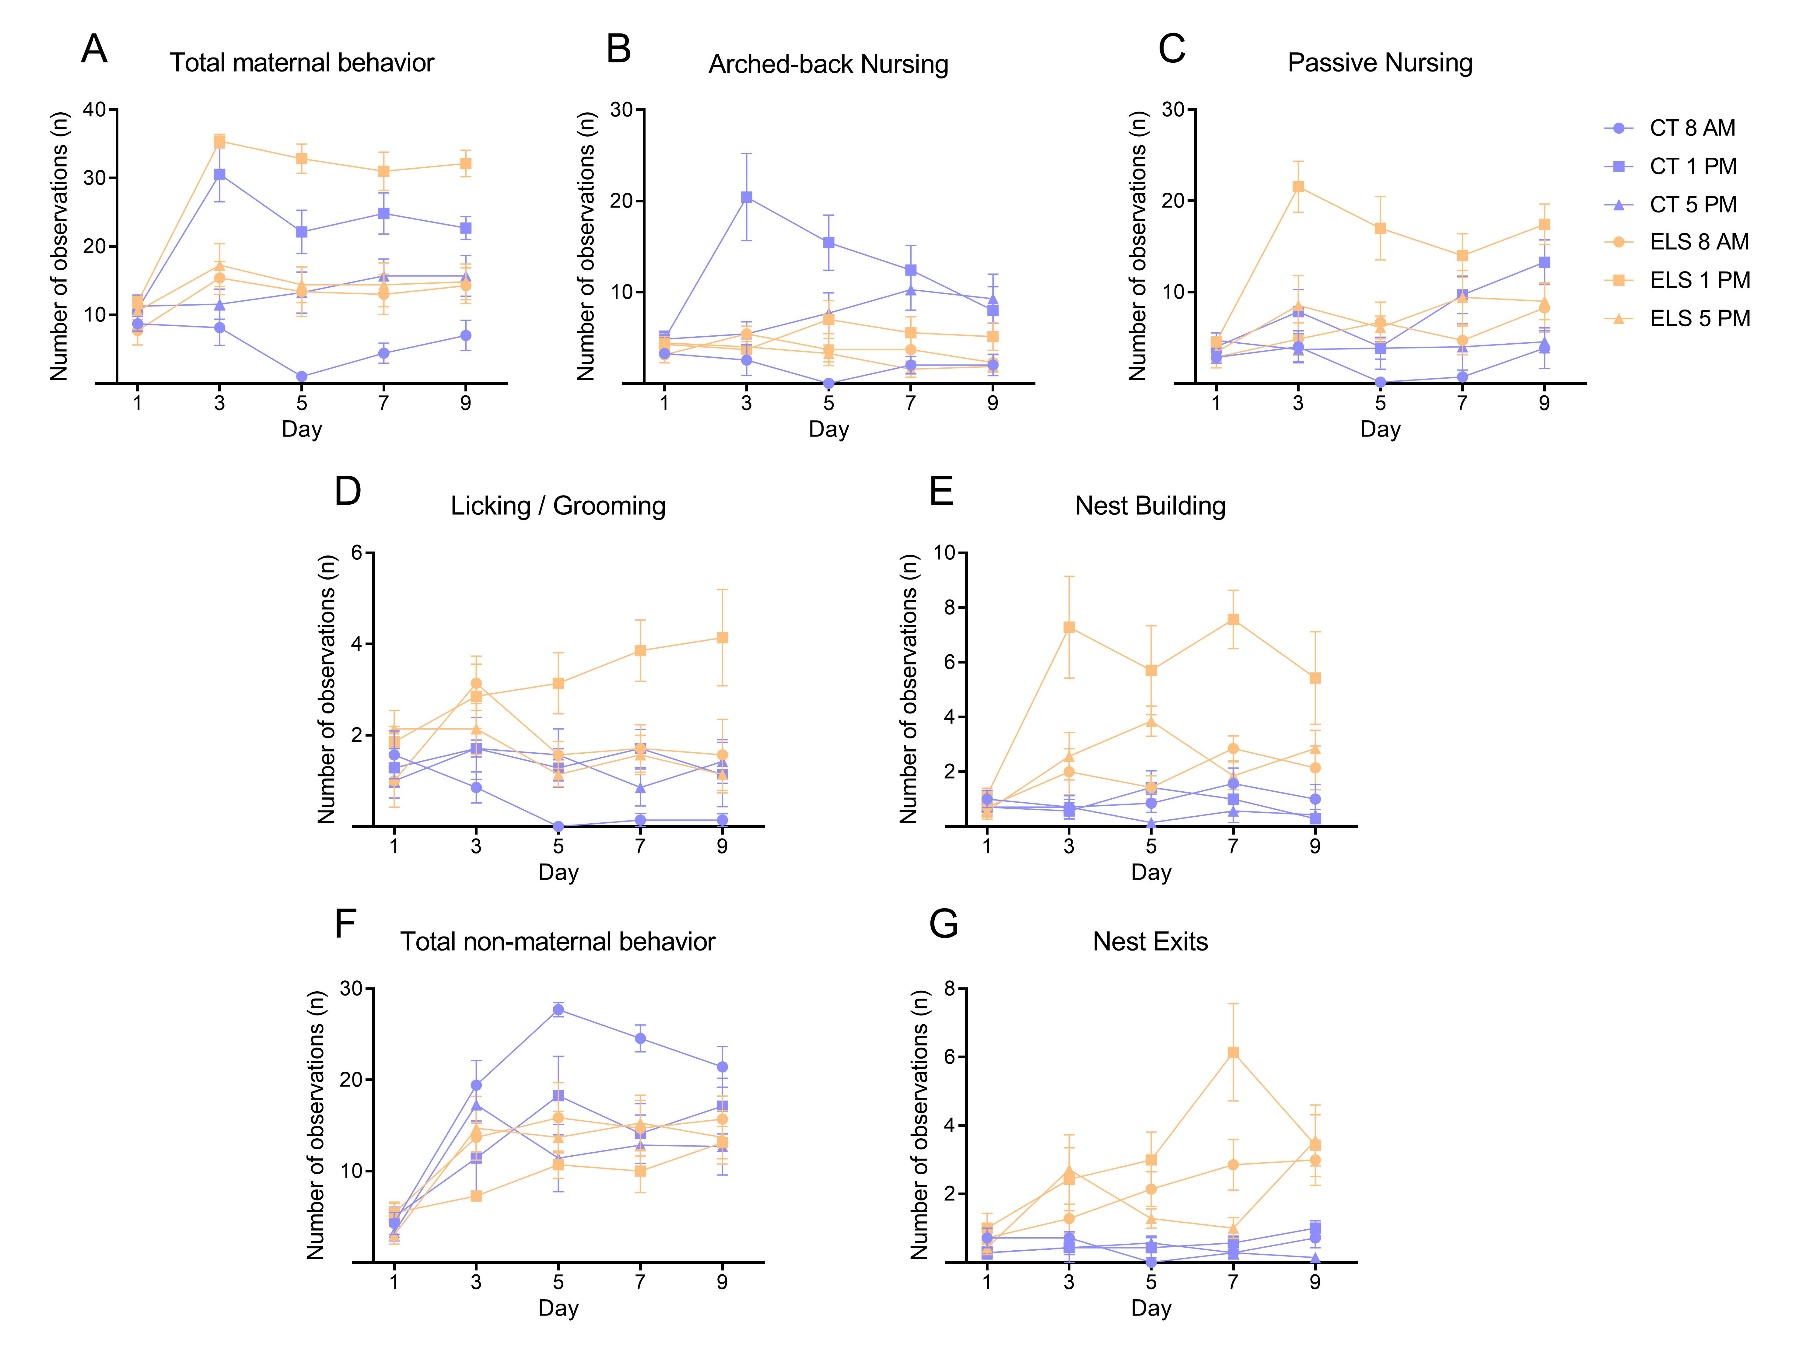 A
Total maternal behavior
Number of observations (n)
40
30
20
10
1 3 5 7 9
Day
B
Arched-back Nursing
Number of observations (n)
30
20
10
1 3 5 7 9
Day
C
Passive Nursing
Number of observations (n)
30
20
10
1 3 5 7 9
Day
CT 8 AM
CT 1 PM
CT 5 PM
ELS 8 AM
ELS 1 PM
ELS 5 PM
D
Licking / Grooming
Number of observations (n)
6
4
2
1 3 5 7 9
Day
E
Nest Building
Number of observations (n)
10
8
6
4
2
1 3 5 7 9
Day
F
Total non-maternal behavior
Number of observations (n)
30
20
10
1 3 5 7 9
Day
G
Nest Exits
Number of observations (n)
8
6
4
2
1 3 5 7 9
Day